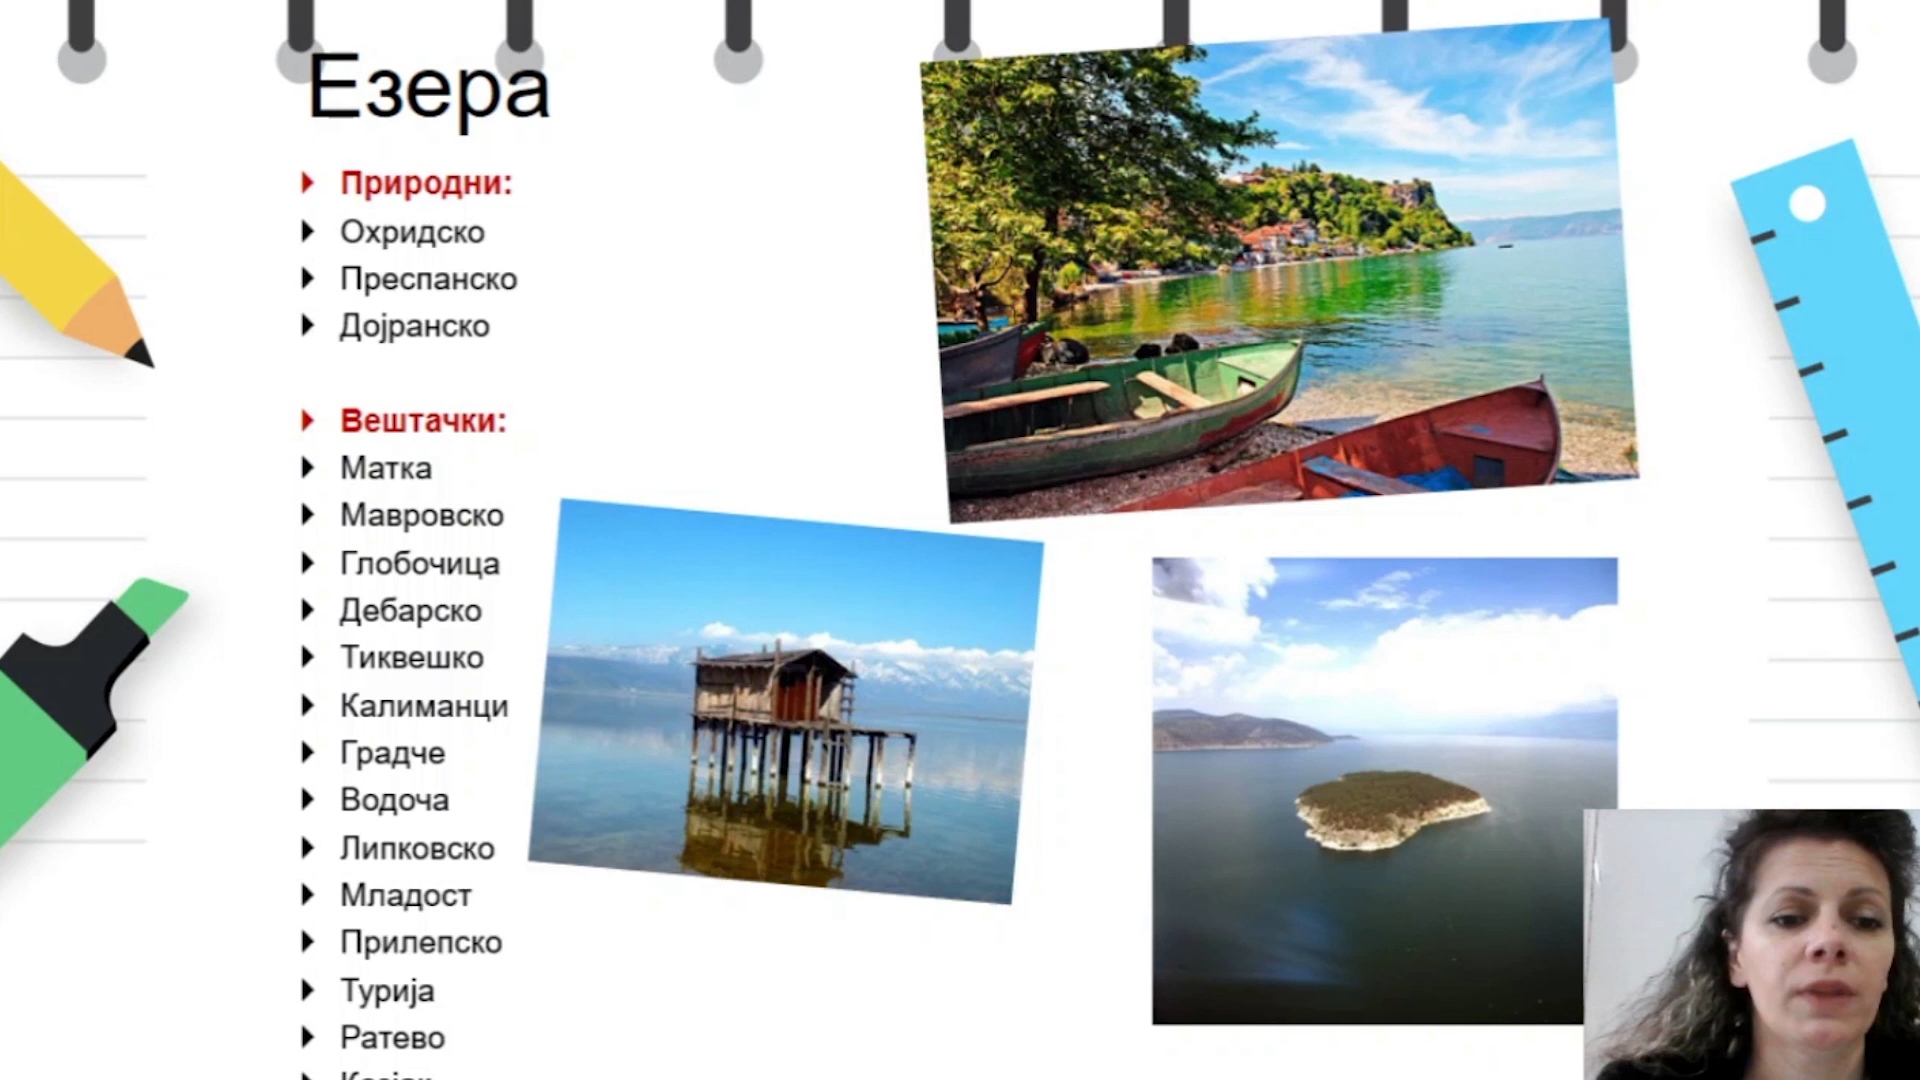 Езера
Природни:
Охридско
Преспанско
Дојранско
Вештачки:
Матка
Мавровско
Глобочица
Дебарско
Тиквешко
Калиманци
Градче
Водоча
Липковско
Младост
Прилепско
Турија
Ратево